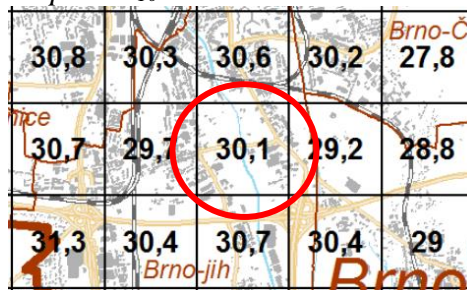 Brno-Č
30,8 30,3 30,6 30,2 27,8
nice
30,7 29,7 30,1 29,2 28,8
31,3 30,4 30,7 30,4 29
Brno-jih
Brno